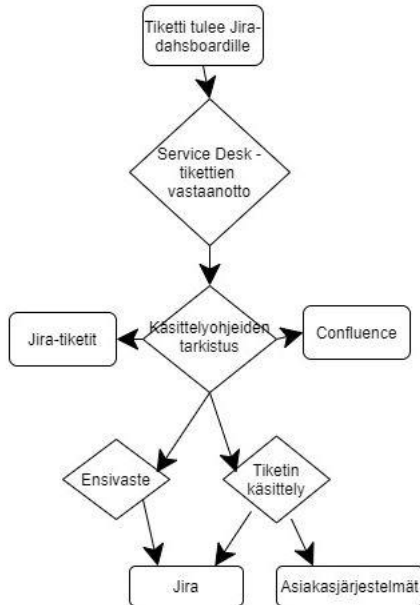 Tiketti tulee Jira-
dahsboardille
Service Desk -
tikettien
vastaanotto
Käsittelyohjeiden
tarkistus
Jira-tiketit
Confluence
Ensivaste
Tiketin
käsittely
Jira
Asiakasjärjestelmät